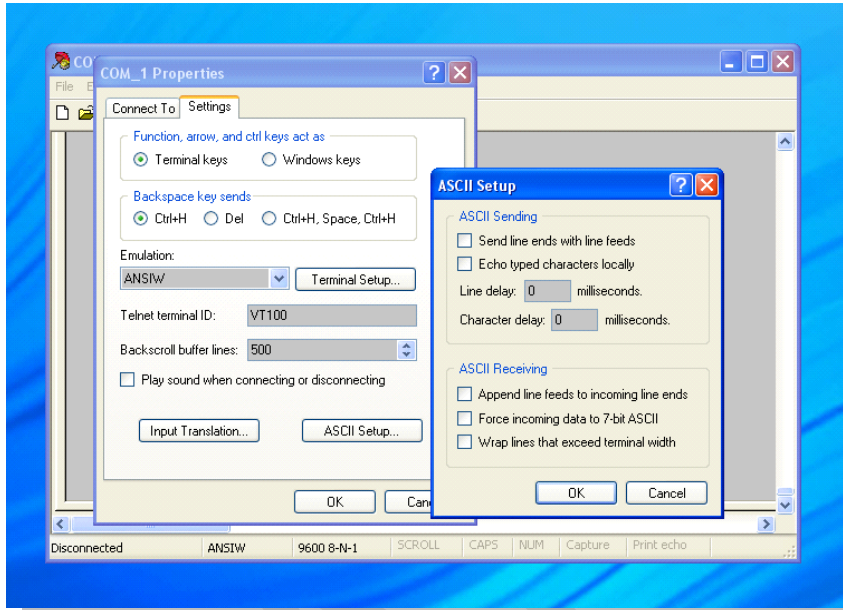 CO
COM_1 Properties
File E
Connect To Settings
Function, arrow, and ctrl keys act as
Terminal keys Windows keys
Backspace key sends
Ctrl+H Del Ctrl+H, Space, Ctrl+H
Emulation:
ANSIW Terminal Setup...
Telnet terminal ID: VT100
Backscroll buffer lines: 500
Play sound when connecting or disconnecting
Input Translation... ASCII Setup...
OK Can
ASCII Setup
ASCII Sending
Send line ends with line feeds
Echo typed characters locally
Line delay: 0 milliseconds.
Character delay: 0 milliseconds.
ASCII Receiving
Append line feeds to incoming line ends
Force incoming data to 7-bit ASCII
Wrap lines that exceed terminal width
OK Cancel
Disconnected ANSIW 9600 8-N-1 SCROLL CAPS NUM Capture Print echo